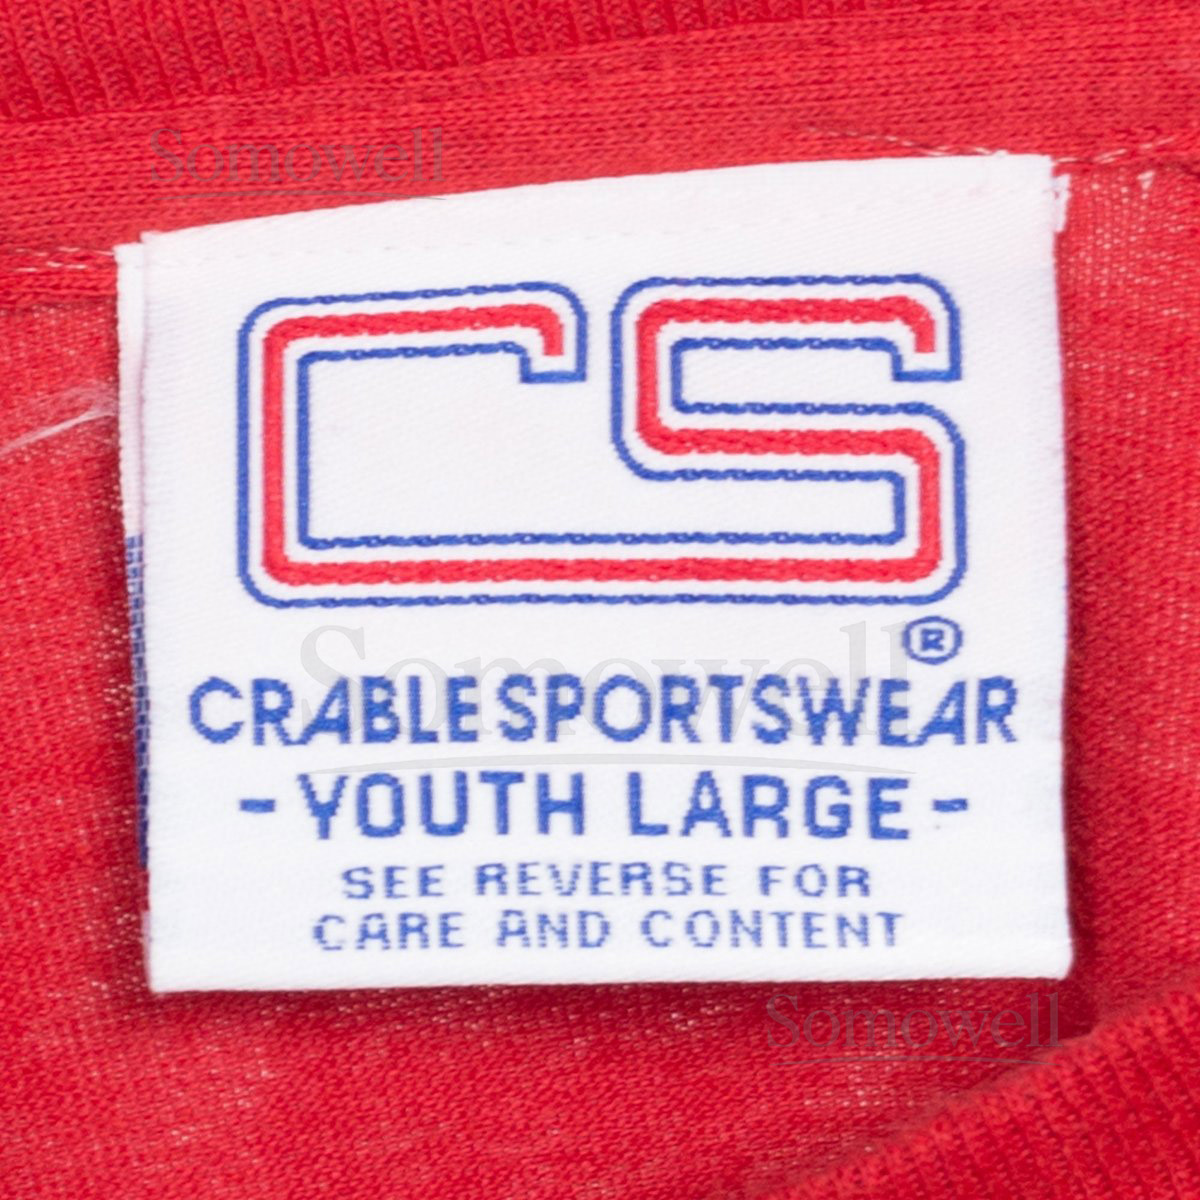 Somowell
CS
®
CRABLE SPORTSWEAR
- YOUTH LARGE -
SEE REVERSE FOR
CARE AND CONTENT
Somowell
Somowell